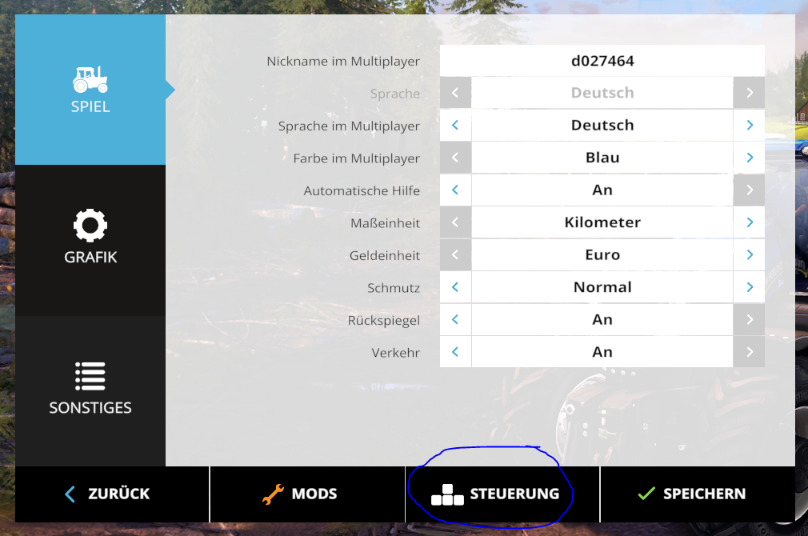 SPIEL
GRAFIK
SONSTIGES
Nickname im Multiplayer d027464
Sprache Deutsch
Sprache im Multiplayer Deutsch
Farbe im Multiplayer Blau
Automatische Hilfe An
Maßeinheit Kilometer
Geldeinheit Euro
Schmutz Normal
Rückspiegel An
Verkehr An
ZURÜCK MODS STEUERUNG SPEICHERN